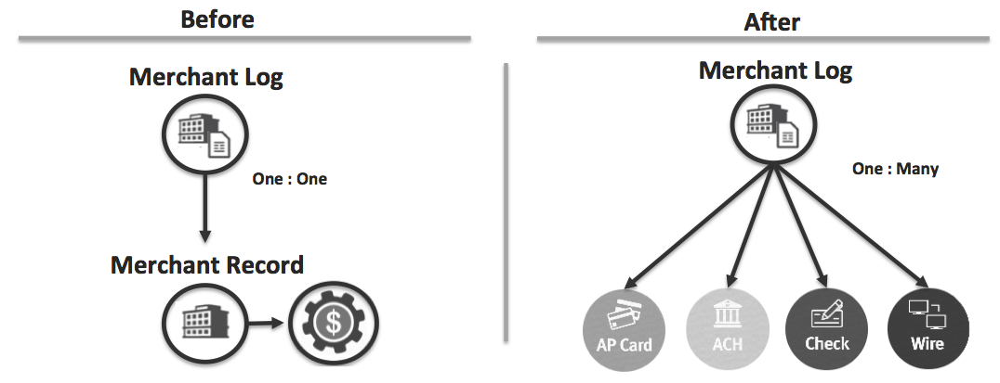 Before
Merchant Log
One : One
Merchant Record
$
After
Merchant Log
One : Many
AP Card
ACH
Check
Wire